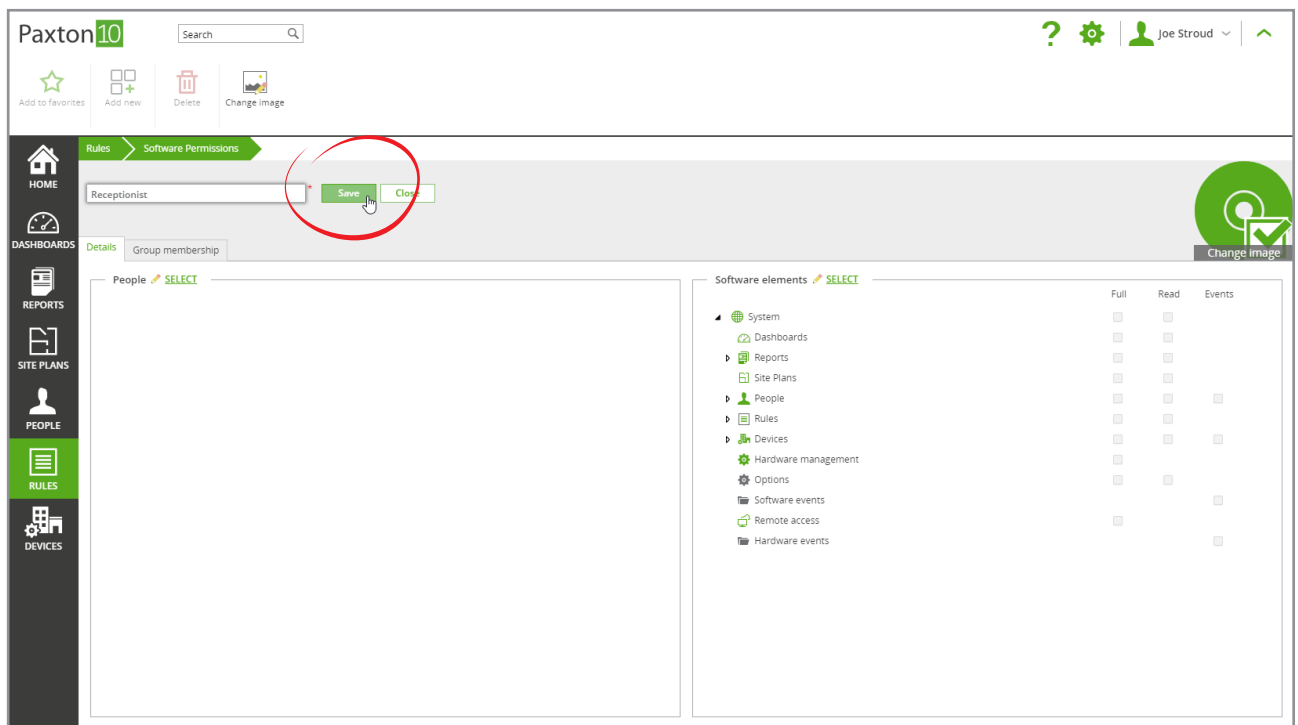 Paxton10
Search
Joe Stroud
Add to favorites
Add new
Delete
Change image
Rules
Software Permissions
HOME
Receptionist
*
Save
Close
Change image
DASHBOARDS
Details
Group membership
People SELECT
Software elements SELECT
Full Read Events
REPORTS
System
Dashboards
Reports
SITE PLANS
Site Plans
People
PEOPLE
Rules
Devices
RULES
Hardware management
Options
Software events
DEVICES
Remote access
Hardware events